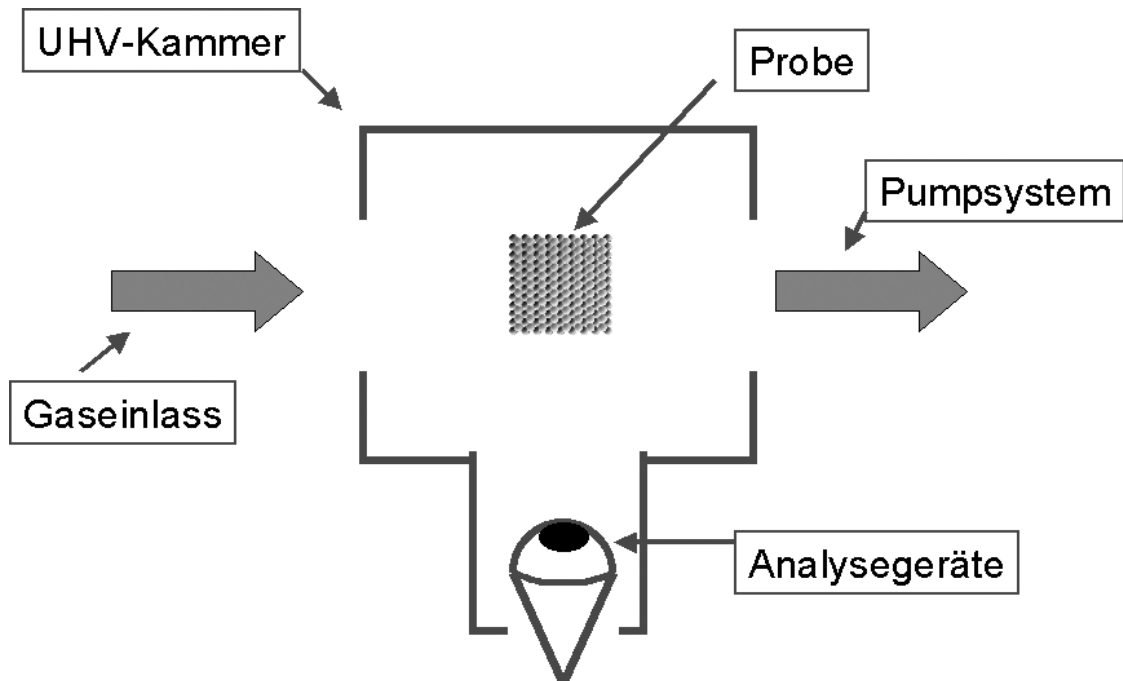 UHV-Kammer
Probe
Pumpsystem
Gaseinlass
Analysegeräte